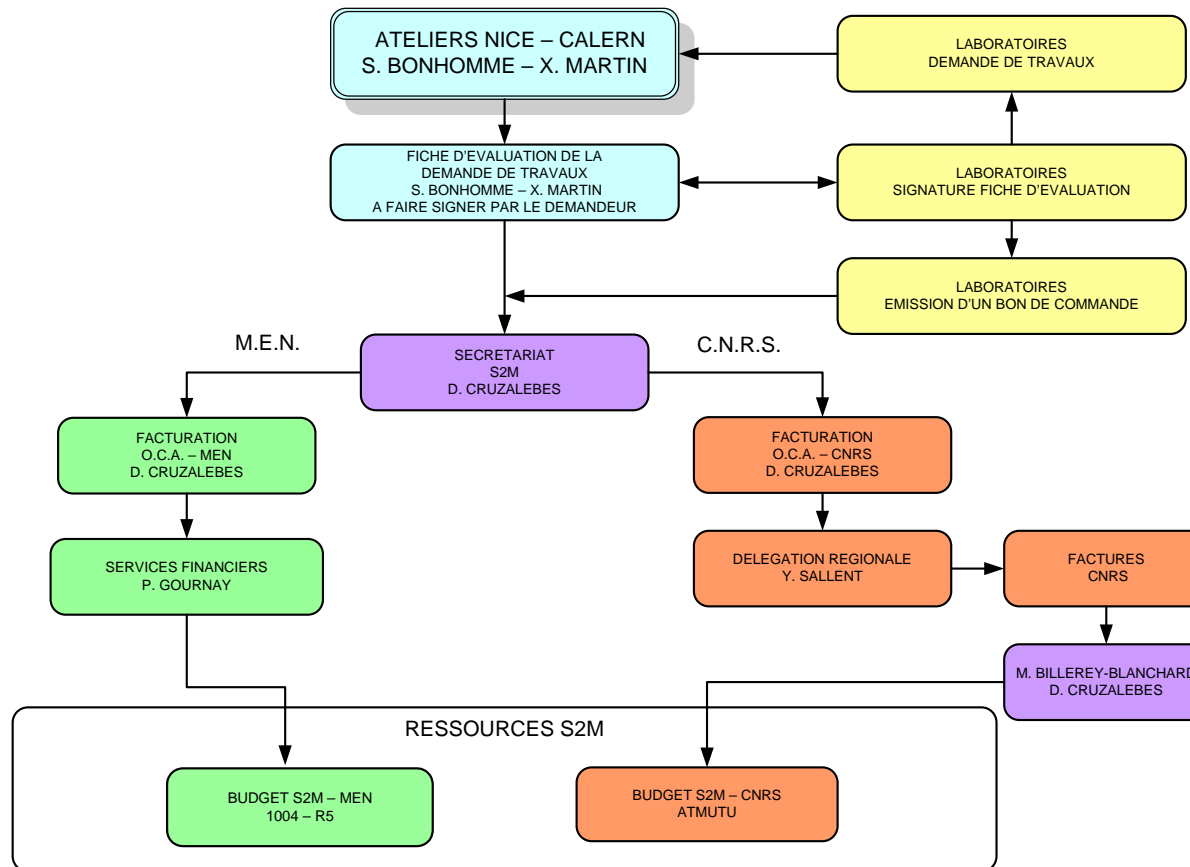 ATELIERS NICE – CALERN
S. BONHOMME – X. MARTIN
LABORATOIRES
DEMANDE DE TRAVAUX
FICHE D'EVALUATION DE LA
DEMANDE DE TRAVAUX
S. BONHOMME – X. MARTIN
A FAIRE SIGNER PAR LE DEMANDEUR
LABORATOIRES
SIGNATURE FICHE D'EVALUATION
LABORATOIRES
EMISSION D'UN BON DE COMMANDE
M.E.N.
SECRETARIAT
S2M
D. CRUZALEBES
C.N.R.S.
FACTURATION
O.C.A. – MEN
D. CRUZALEBES
FACTURATION
O.C.A. – CNRS
D. CRUZALEBES
SERVICES FINANCIERS
P. GOURNAY
DELEGATION REGIONALE
Y. SALLENT
FACTURES
CNRS
M. BILLEREY-BLANCHARD
D. CRUZALEBES
RESSOURCES S2M
BUDGET S2M – MEN
1004 – R5
BUDGET S2M – CNRS
ATMUTU